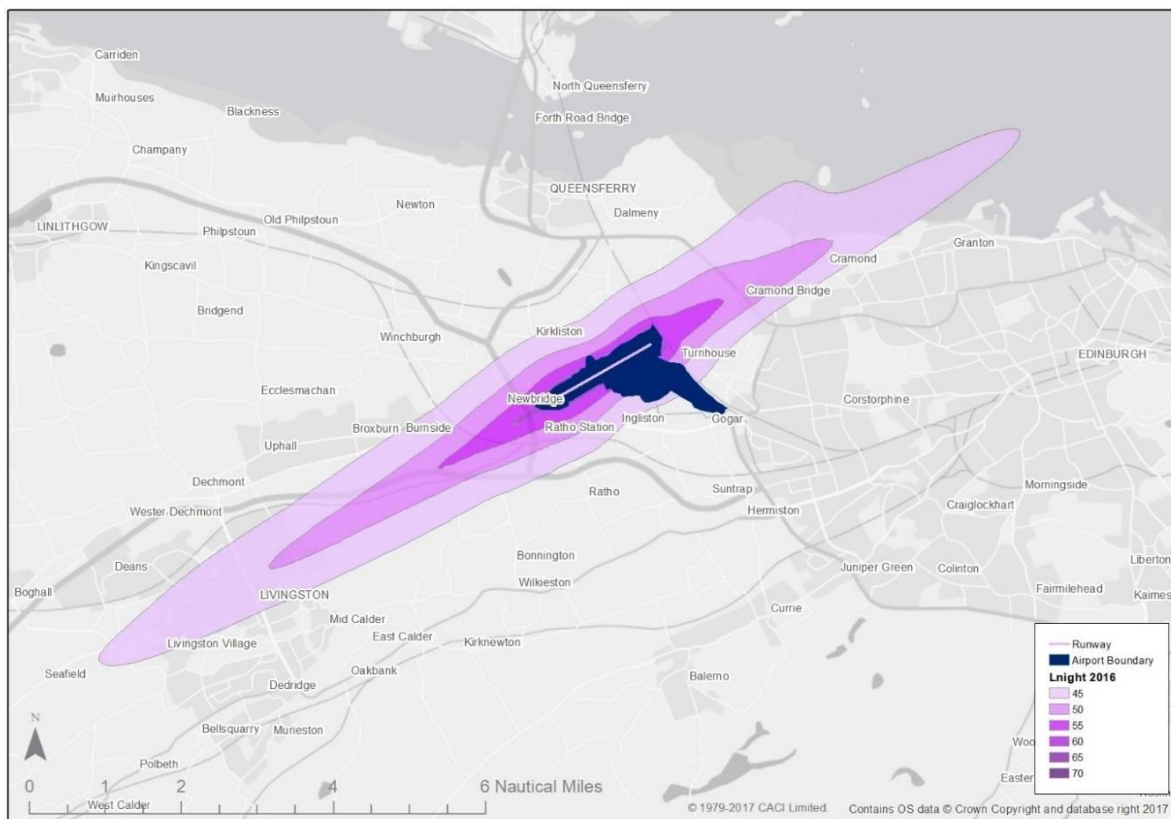 Carriden
North Queensferry
Muirhouses
Blackness
Forth Road Bridge
Champany
QUEENSFERRY
Newton
Dalmeny
Old Philpstoun
LINLITHGOW
Philpstoun
Granton
Kingscavil
Cramond
Cramond Bridge
Bridgend
Kirkliston
Winchburgh
Turnhouse
EDINBURGH
Ecclesmachan
Newbridge
Corstorphine
Ingliston
Gogar
Broxburn
Burnside
Ratho Station
Uphall
Dechmont
Morningside
Suntrap
Ratho
Wester Dechmont
Hermiston
Craiglockhart
Bonnington
Liberton
Deans
Juniper Green
Colinton
Wilkieston
Boghall
Fairmilehead
LIVINGSTON
Kaimes
Currie
Mid Calder
East Calder
Kirknewton
Livingston Village
Runway
Airport Boundary
Seafield
Oakbank
Balerno
Lnight 2016
Dedridge
45
50
55
60
65
70
N
Bellsquarry
Murieston
Woo
Polbeth
Easter
0
2
4
6 Nautical Miles
West Calder
© 1979-2017 CACI Limited.
Contains OS data © Crown Copyright and database right 2017